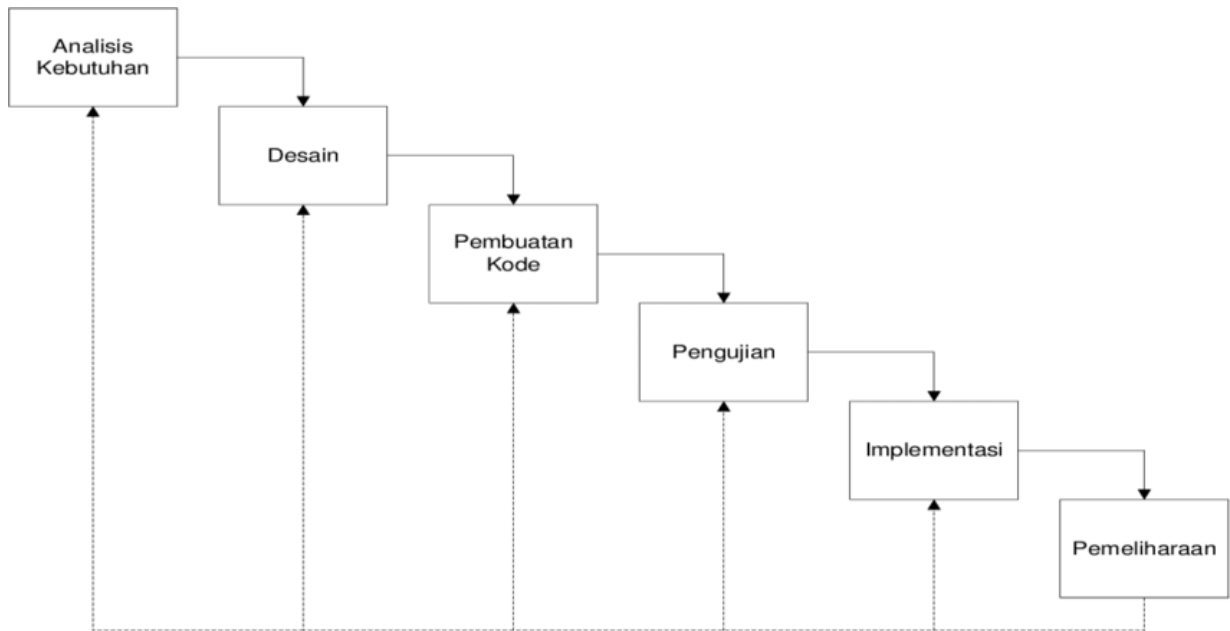 Analisis
Kebutuhan
Desain
Pembuatan
Kode
Pengujian
Implementasi
Pemeliharaan